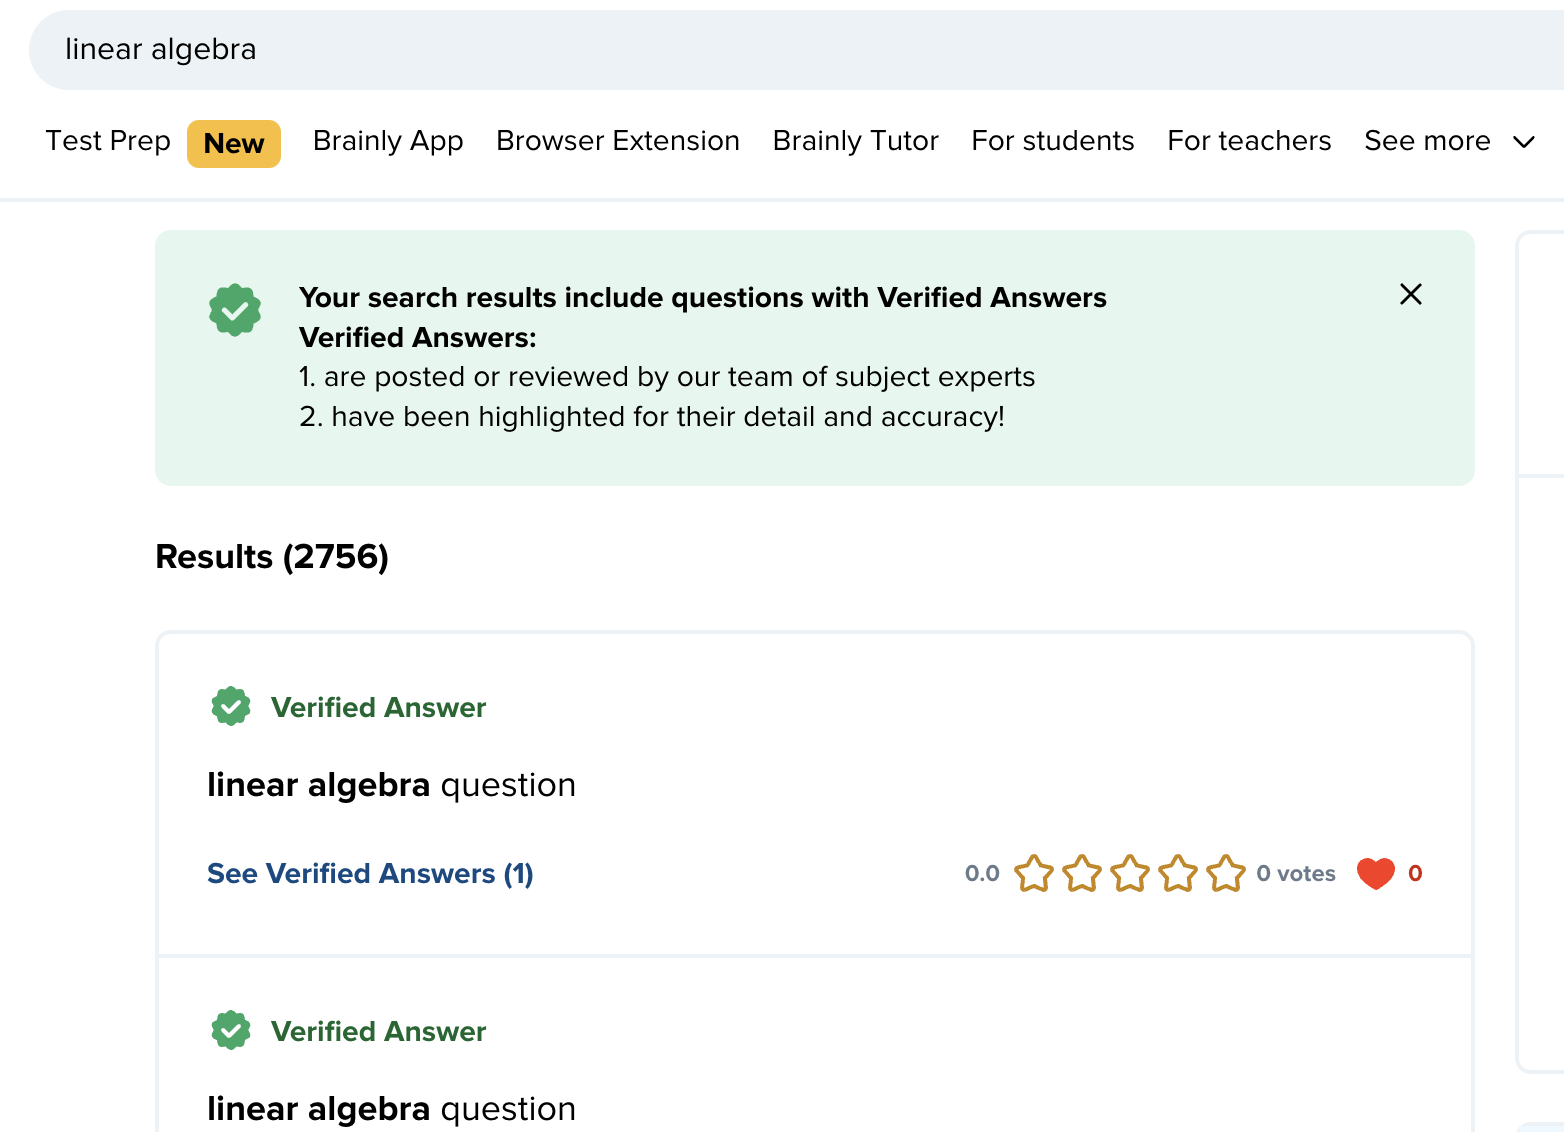 linear algebra
Test Prep New Brainly App Browser Extension Brainly Tutor For students For teachers See more
Your search results include questions with Verified Answers
Verified Answers:
1. are posted or reviewed by our team of subject experts
2. have been highlighted for their detail and accuracy!
Results (2756)
Verified Answer
linear algebra question
See Verified Answers (1) 0.0 0 votes 0
Verified Answer
linear algebra question